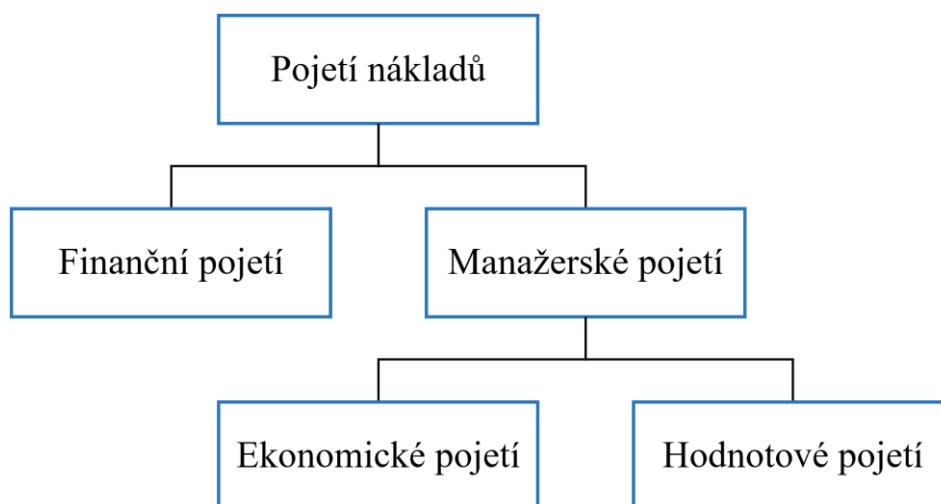 Pojetí nákladů
Finanční pojetí
Manažerské pojetí
Ekonomické pojetí
Hodnotové pojetí